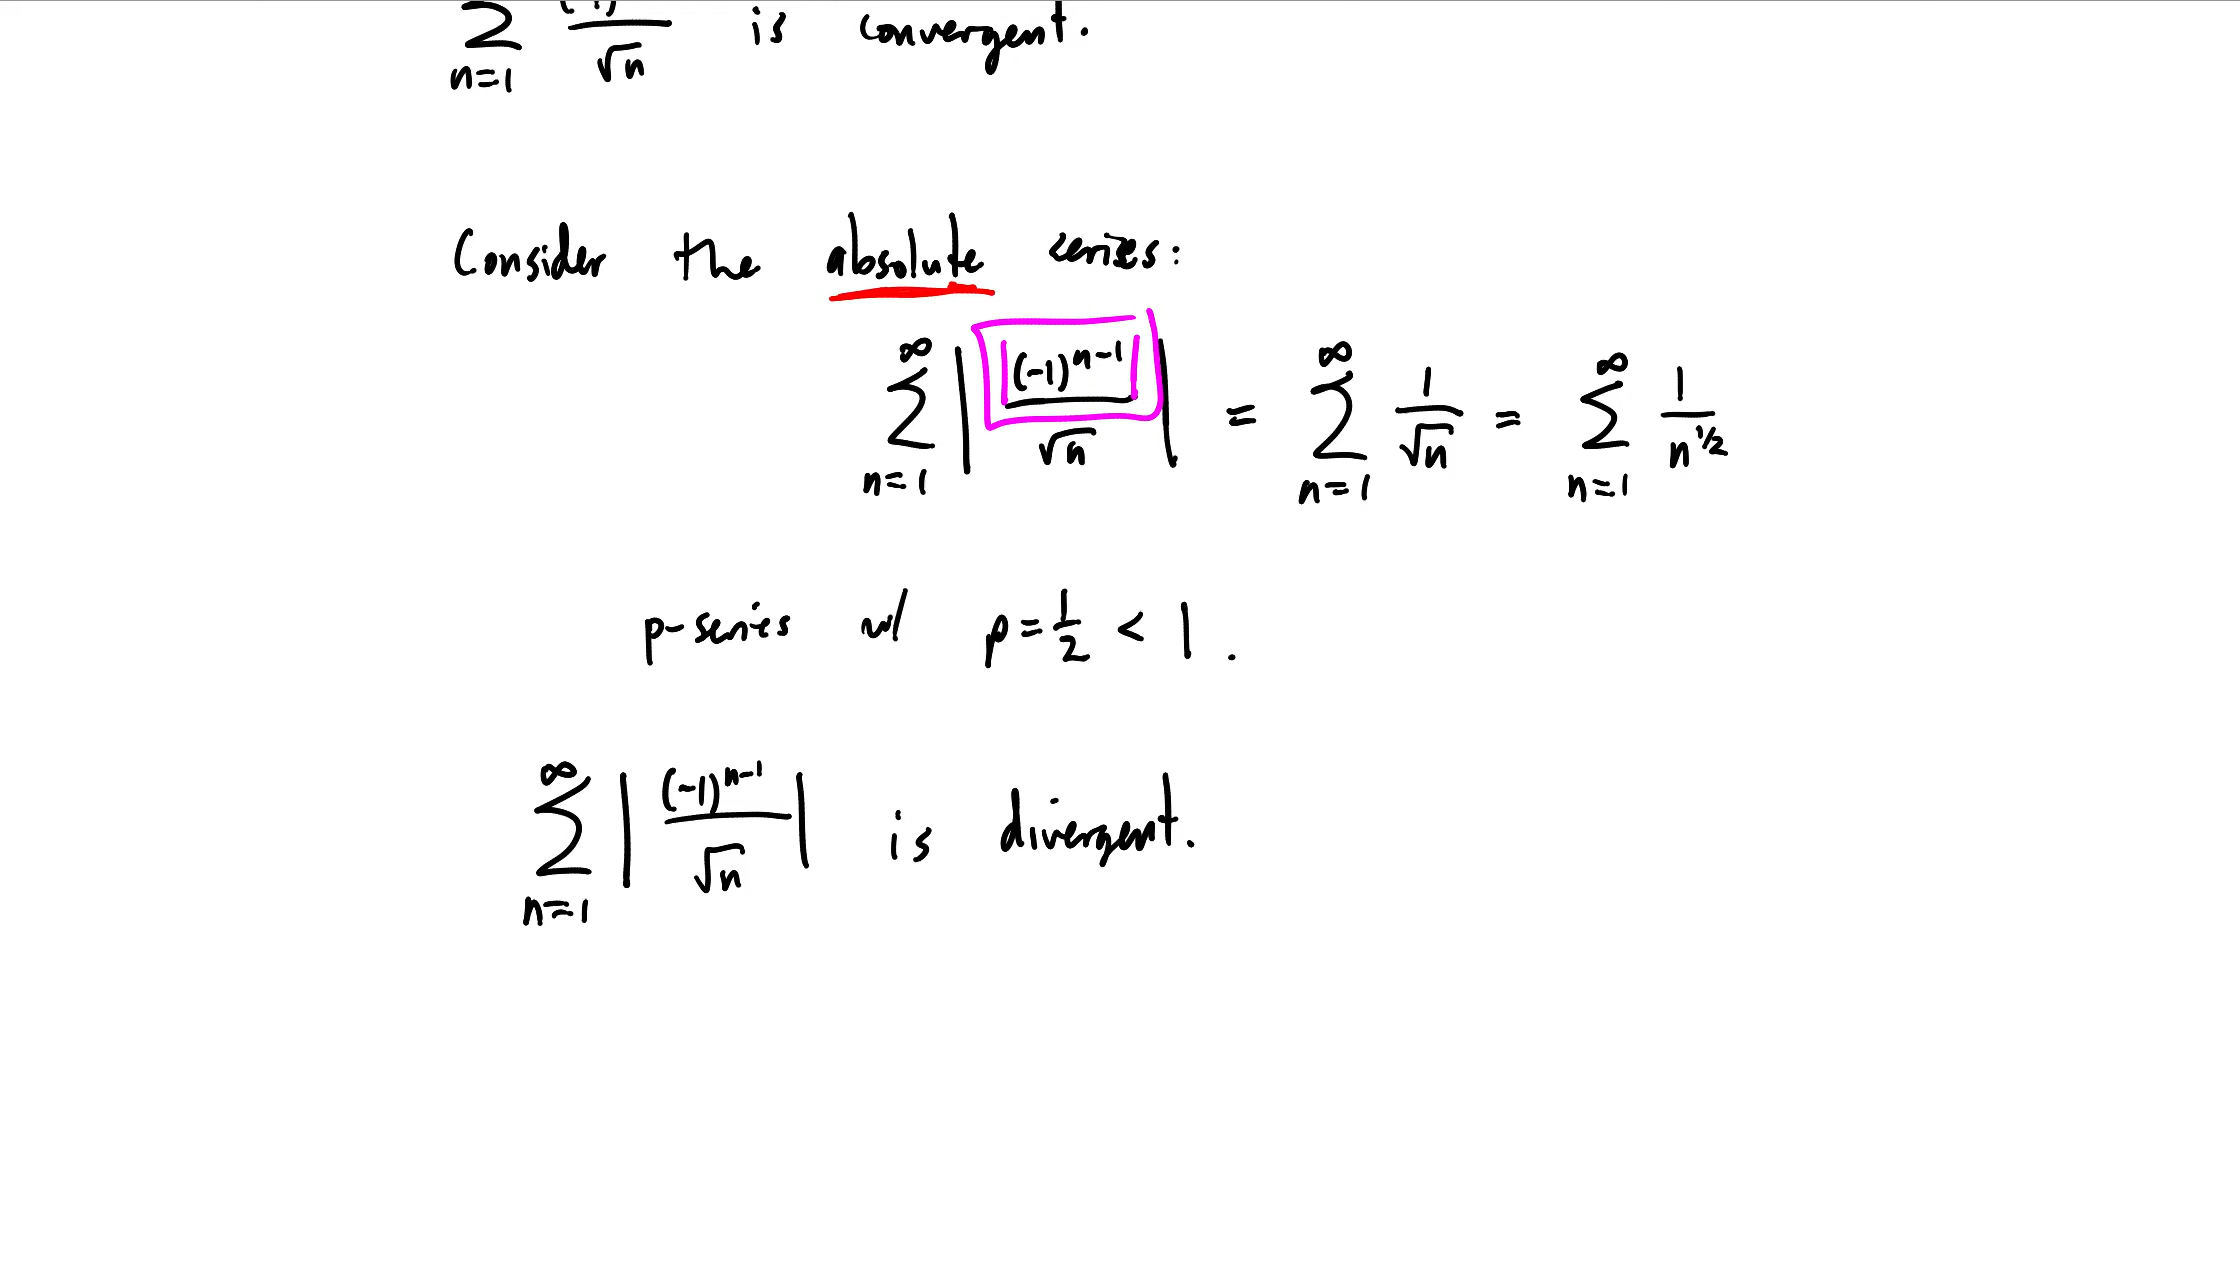 ∑_{n=1} (-1)/√n is convergent.
Consider the absolute series:
∑_{n=1}^{∞} | |(-1)^{n-1}| / √n | = ∑_{n=1}^{∞} 1/√n = ∑_{n=1}^{∞} 1/n^{1/2}
p-series w/ p = 1/2 < 1.
∑_{n=1}^{∞} | (-1)^{n-1} / √n | is divergent.